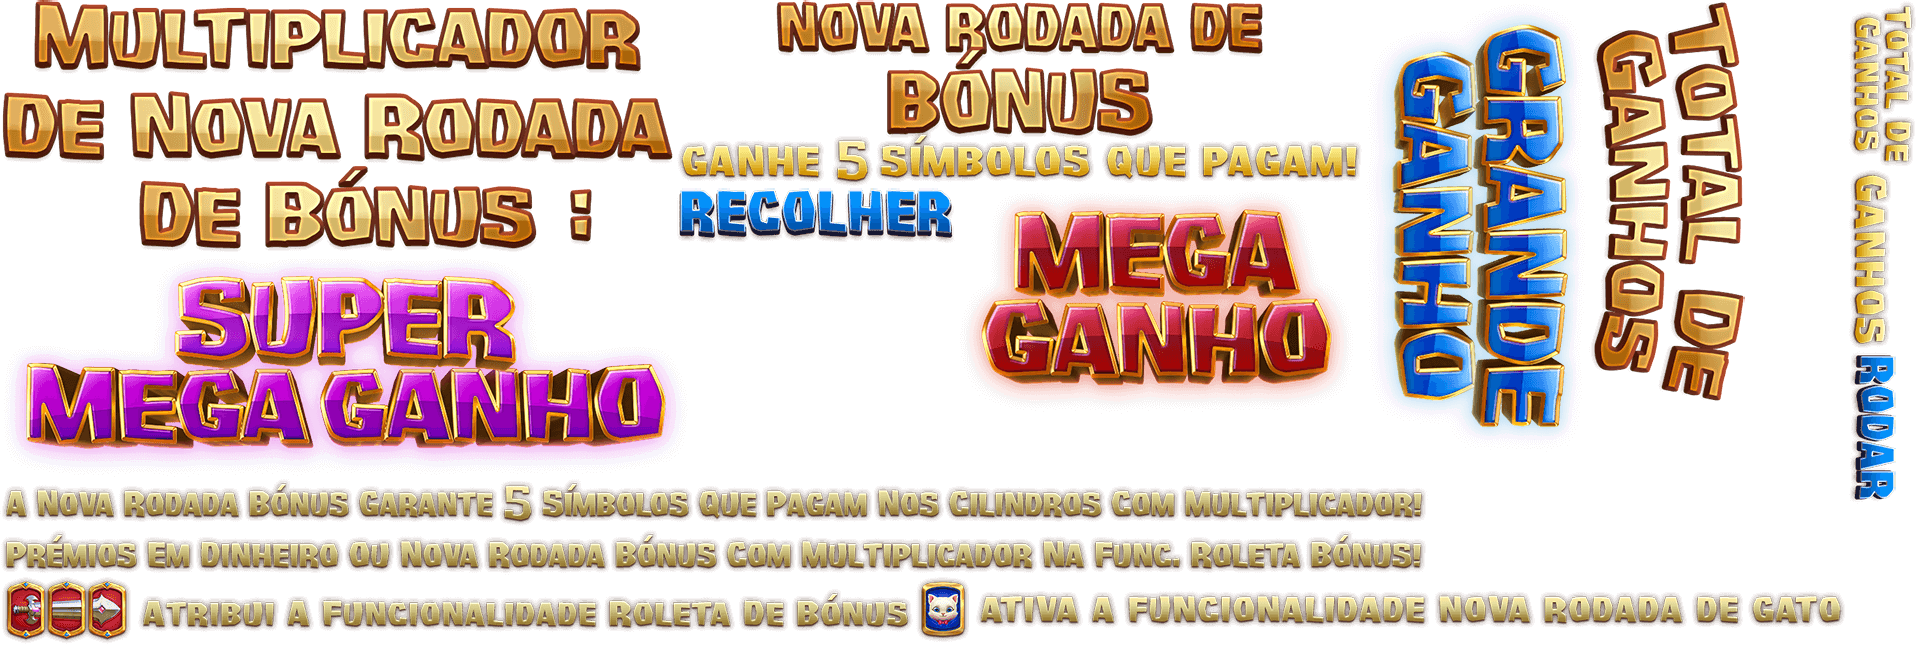 MULTIPLICADOR
DE NOVA RODADA
DE BÓNUS :
NOVA RODADA DE
BÓNUS
GANHE 5 SÍMBOLOS QUE PAGAM!
RECOLHER
MEGA
GANHO
SUPER
MEGA GANHO
GRANDE
GANHO
TOTAL DE
GANHOS
TOTAL DE
GANHOS
GANHOS
RODAR
A NOVA RODADA BÓNUS GARANTE 5 SÍMBOLOS QUE PAGAM NOS CILINDROS COM MULTIPLICADOR!
PRÉMIOS EM DINHEIRO OU NOVA RODADA BÓNUS COM MULTIPLICADOR NA FUNC. ROLETA BÓNUS!
ATRIBUI A FUNCIONALIDADE ROLETA DE BÓNUS
ATIVA A FUNCIONALIDADE NOVA RODADA DE GATO